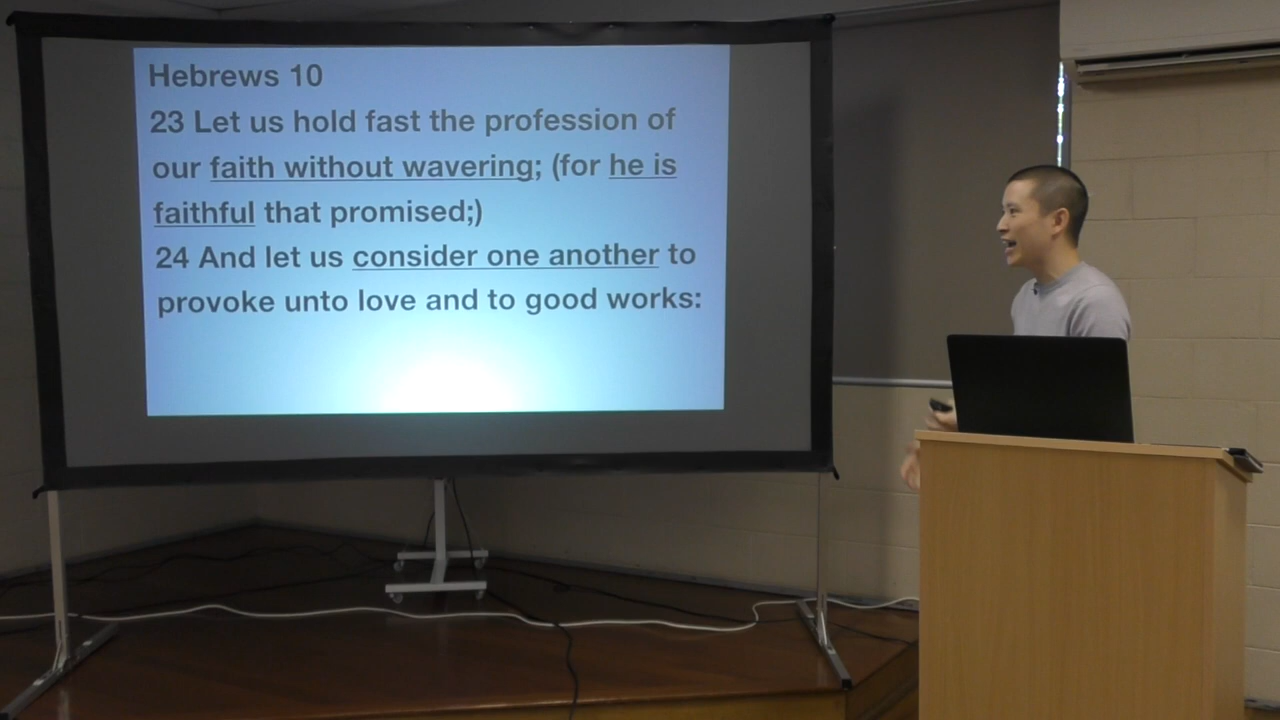 Hebrews 10
23 Let us hold fast the profession of
our faith without wavering; (for he is
faithful that promised;)
24 And let us consider one another to
provoke unto love and to good works: